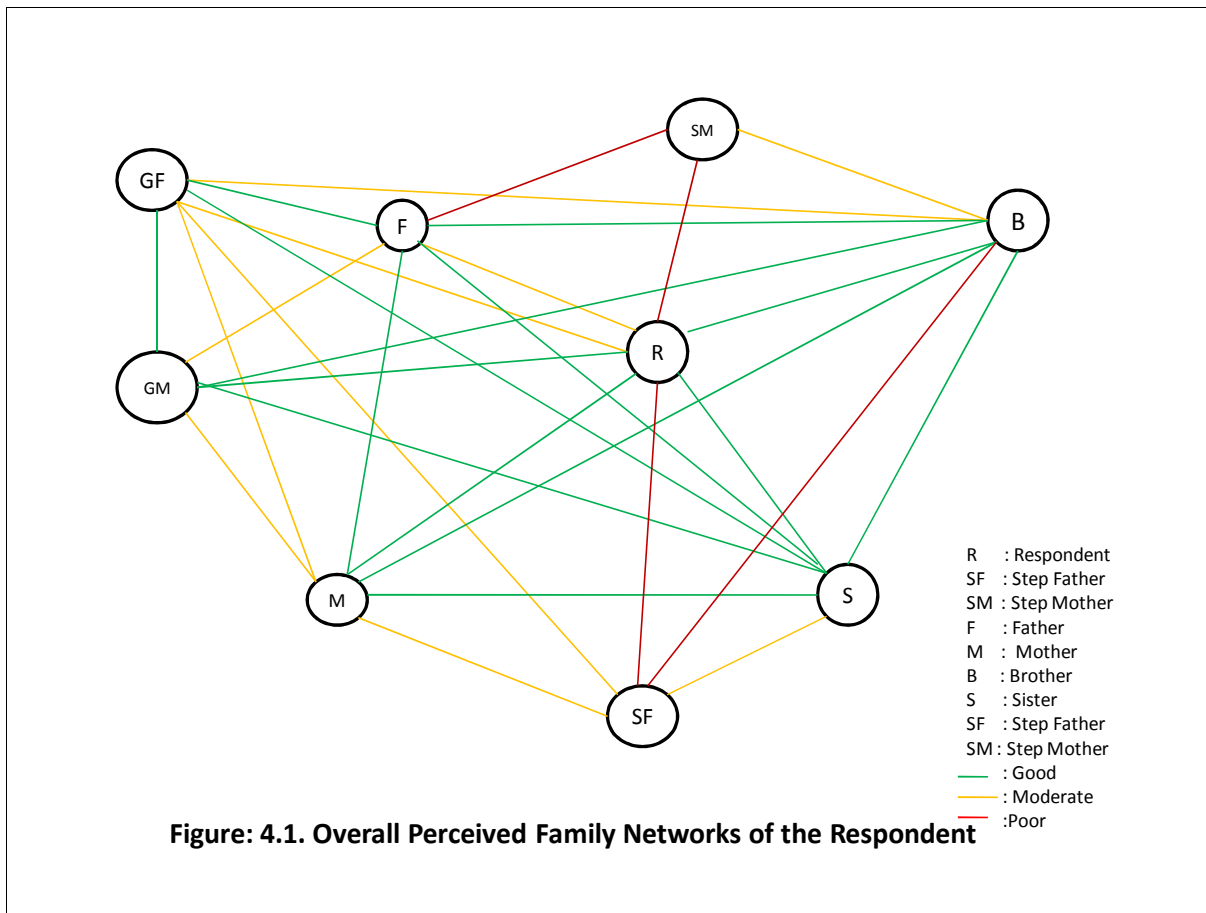 SM
GF
B
F
R
GM
M
S
SF
R : Respondent
SF : Step Father
SM : Step Mother
F : Father
M : Mother
B : Brother
S : Sister
SF : Step Father
SM : Step Mother
: Good
: Moderate
:Poor
Figure: 4.1. Overall Perceived Family Networks of the Respondent